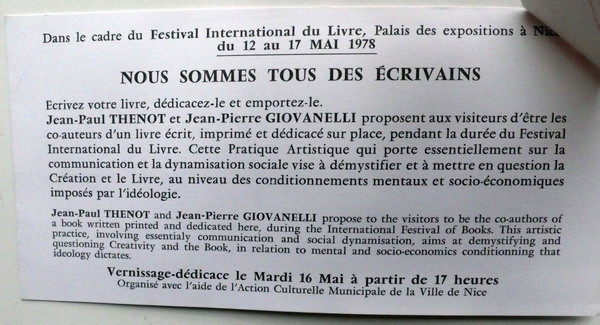 Dans le cadre du Festival International du Livre, Palais des expositions à Nice
du 12 au 17 MAI 1978
NOUS SOMMES TOUS DES ÉCRIVAINS
Ecrivez votre livre, dédicacez-le et emportez-le.
Jean-Paul THENOT et Jean-Pierre GIOVANELLI proposent aux visiteurs d'être les
co-auteurs d'un livre écrit, imprimé et dédicacé sur place, pendant la durée du Festival
International du Livre. Cette Pratique Artistique qui porte essentiellement sur la
communication et la dynamisation sociale vise à démystifier et à mettre en question la
Création et le Livre, au niveau des conditionnements mentaux et socio-économiques
imposés par l'idéologie.
Jean-Paul THENOT and Jean-Pierre GIOVANELLI propose to the visitors to be the co-authors of
a book written printed and dedicated here, during the International Festival of Books. This artistic
practice, involving essentialy communication and social dynamisation, aims at demystifying and
questioning Creativity and the Book, in relation to mental and socio-economics conditionning that
ideology dictates.
Vernissage-dédicace le Mardi 16 Mai à partir de 17 heures
Organisé avec l'aide de l'Action Culturelle Municipale de la Ville de Nice